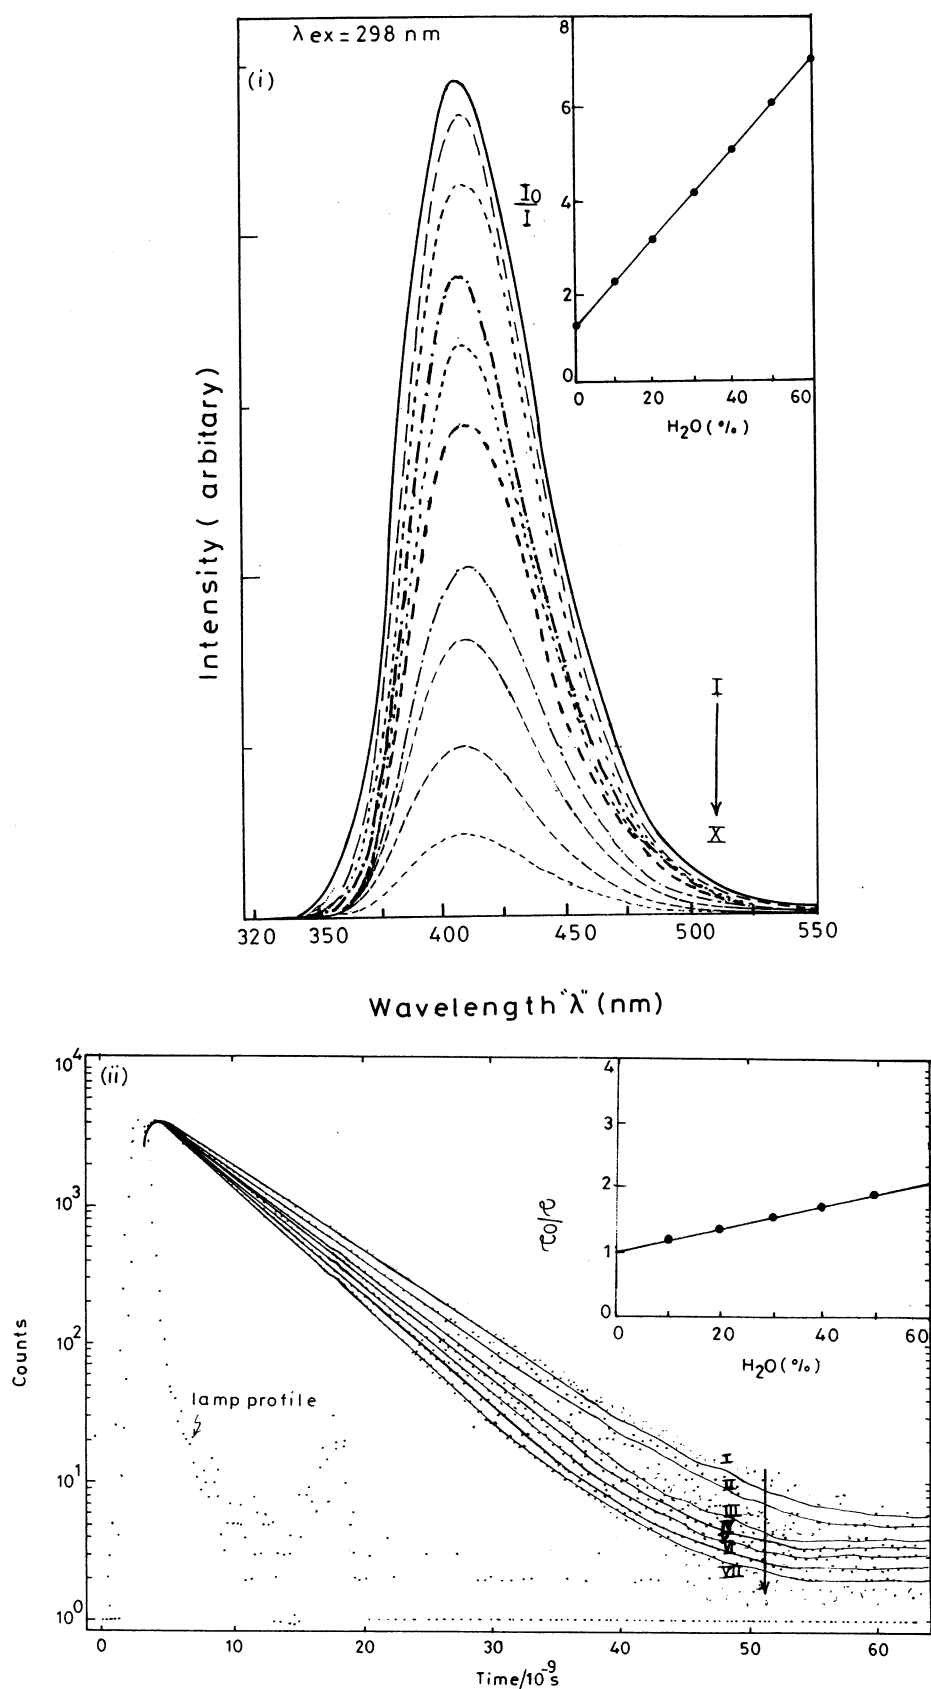 λex = 298 nm
(i)
8
6
4
2
0
I0
I
0 20 40 60
H2O (%)
Intensity ( arbitary)
I
X
320 350 400 450 500 550
Wavelength "λ" (nm)
(ii)
10^4
10^3
10^2
10^1
10^0
Counts
lamp profile
4
3
2
1
0
τ0/τ
0 20 40 60
H2O (%)
I
II
III
IV
V
VI
VII
0 10 20 30 40 50 60
Time/10^-9 s